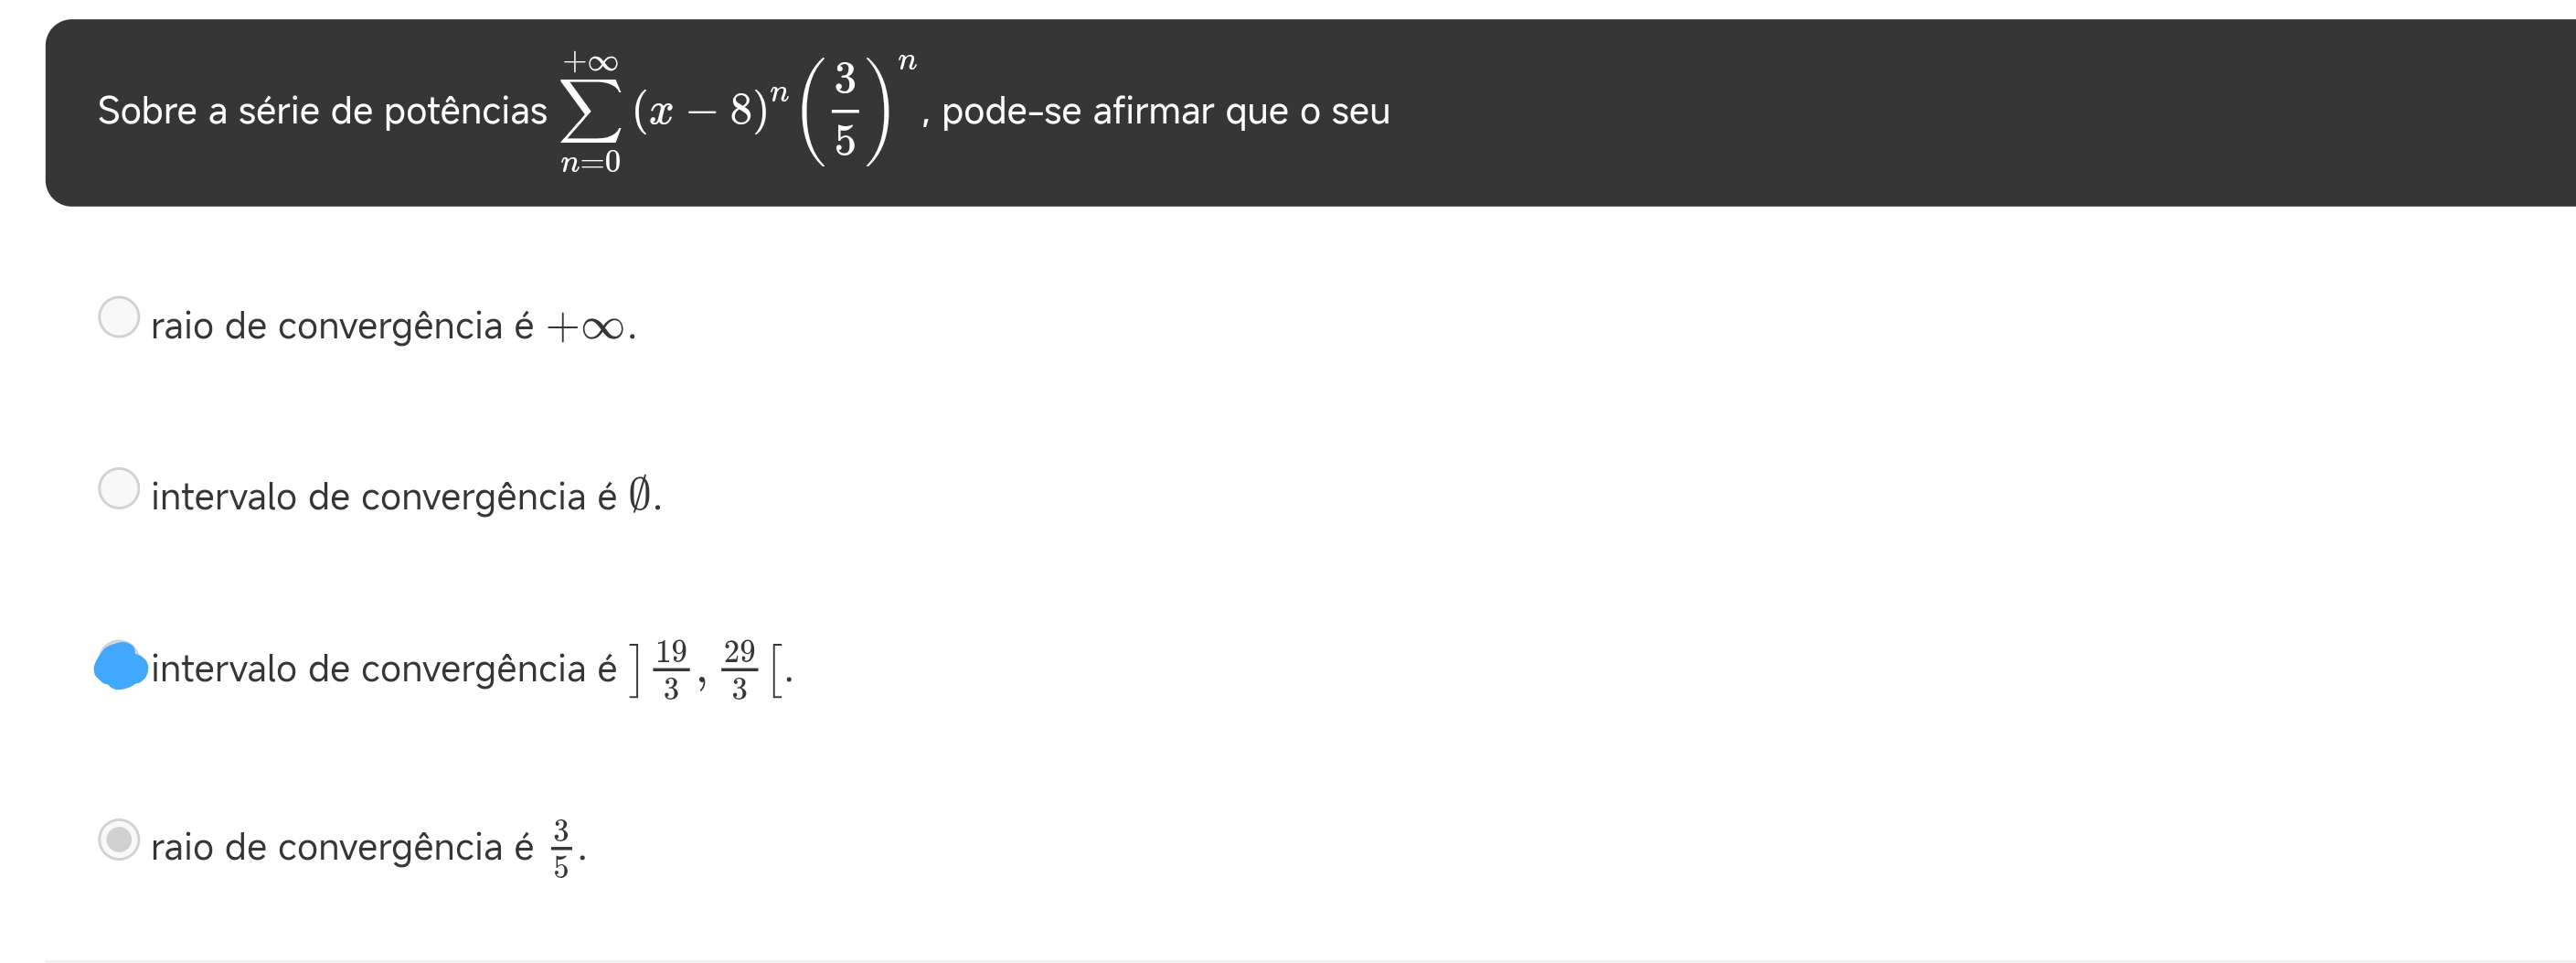 Sobre a série de potências $\sum_{n=0}^{+\infty} (x-8)^n \left(\frac{3}{5}\right)^n$, pode-se afirmar que o seu
raio de convergência é $+\infty$.
intervalo de convergência é $\emptyset$.
intervalo de convergência é $\left]\frac{19}{3}, \frac{29}{3}\right[$.
raio de convergência é $\frac{3}{5}$.